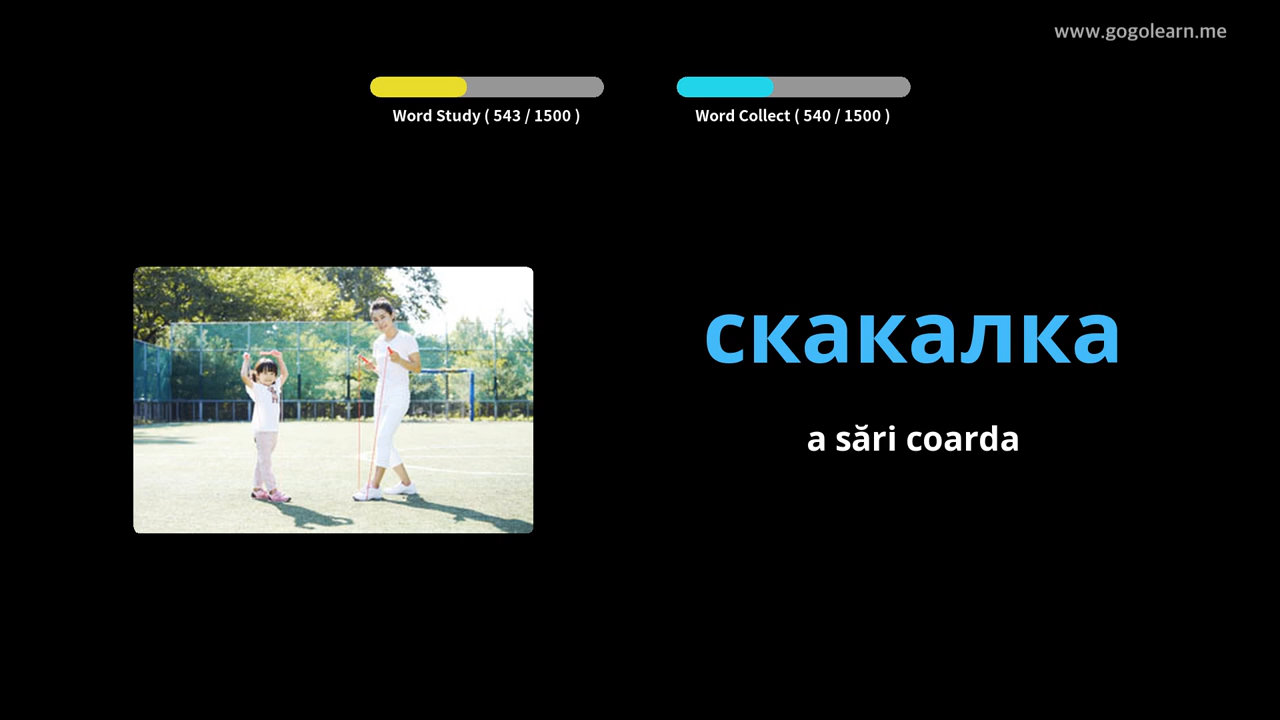 www.gogolearn.me
Word Study ( 543 / 1500 )
Word Collect ( 540 / 1500 )
скакалка
a sări coarda